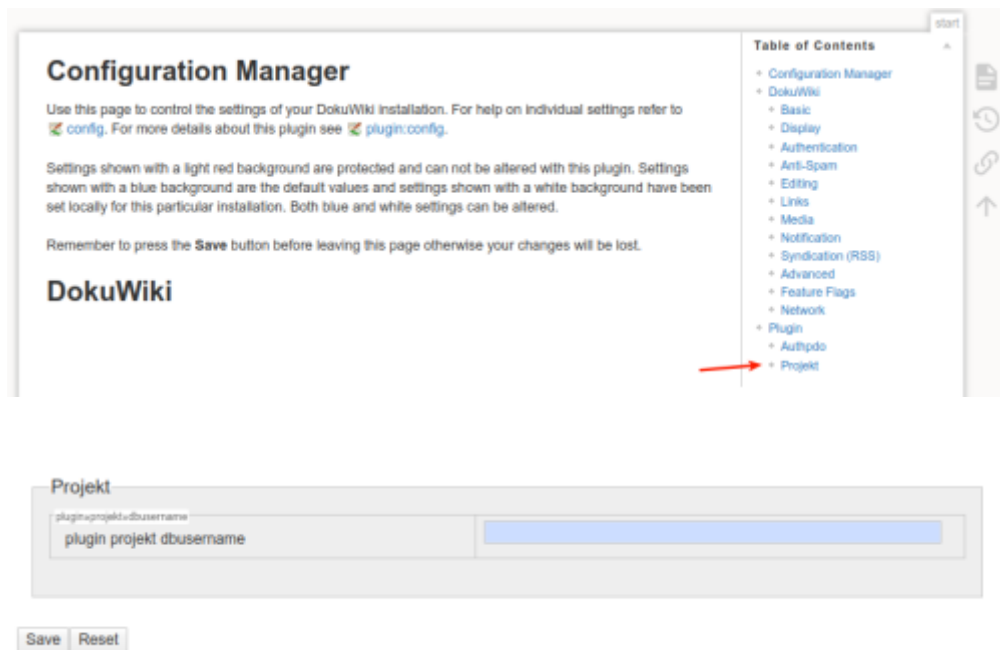 start
Configuration Manager
Use this page to control the settings of your DokuWiki installation. For help on individual settings refer to
config. For more details about this plugin see plugin:config.
Settings shown with a light red background are protected and can not be altered with this plugin. Settings
shown with a blue background are the default values and settings shown with a white background have been
set locally for this particular installation. Both blue and white settings can be altered.
Remember to press the Save button before leaving this page otherwise your changes will be lost.
DokuWiki
Table of Contents
Configuration Manager
DokuWiki
Basic
Display
Authentication
Anti-Spam
Editing
Links
Media
Notification
Syndication (RSS)
Advanced
Feature Flags
Network
Plugin
Authpdo
Projekt
Projekt
plugin»projekt»dbusername
plugin projekt dbusername
Save Reset